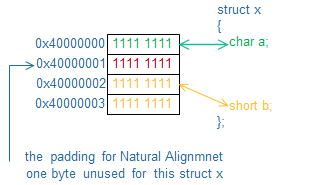 struct x
{
0x40000000 1111 1111 char a;
0x40000001 1111 1111
0x40000002 1111 1111
0x40000003 1111 1111 short b;
};
the padding for Natural Alignmnet
one byte unused for this struct x